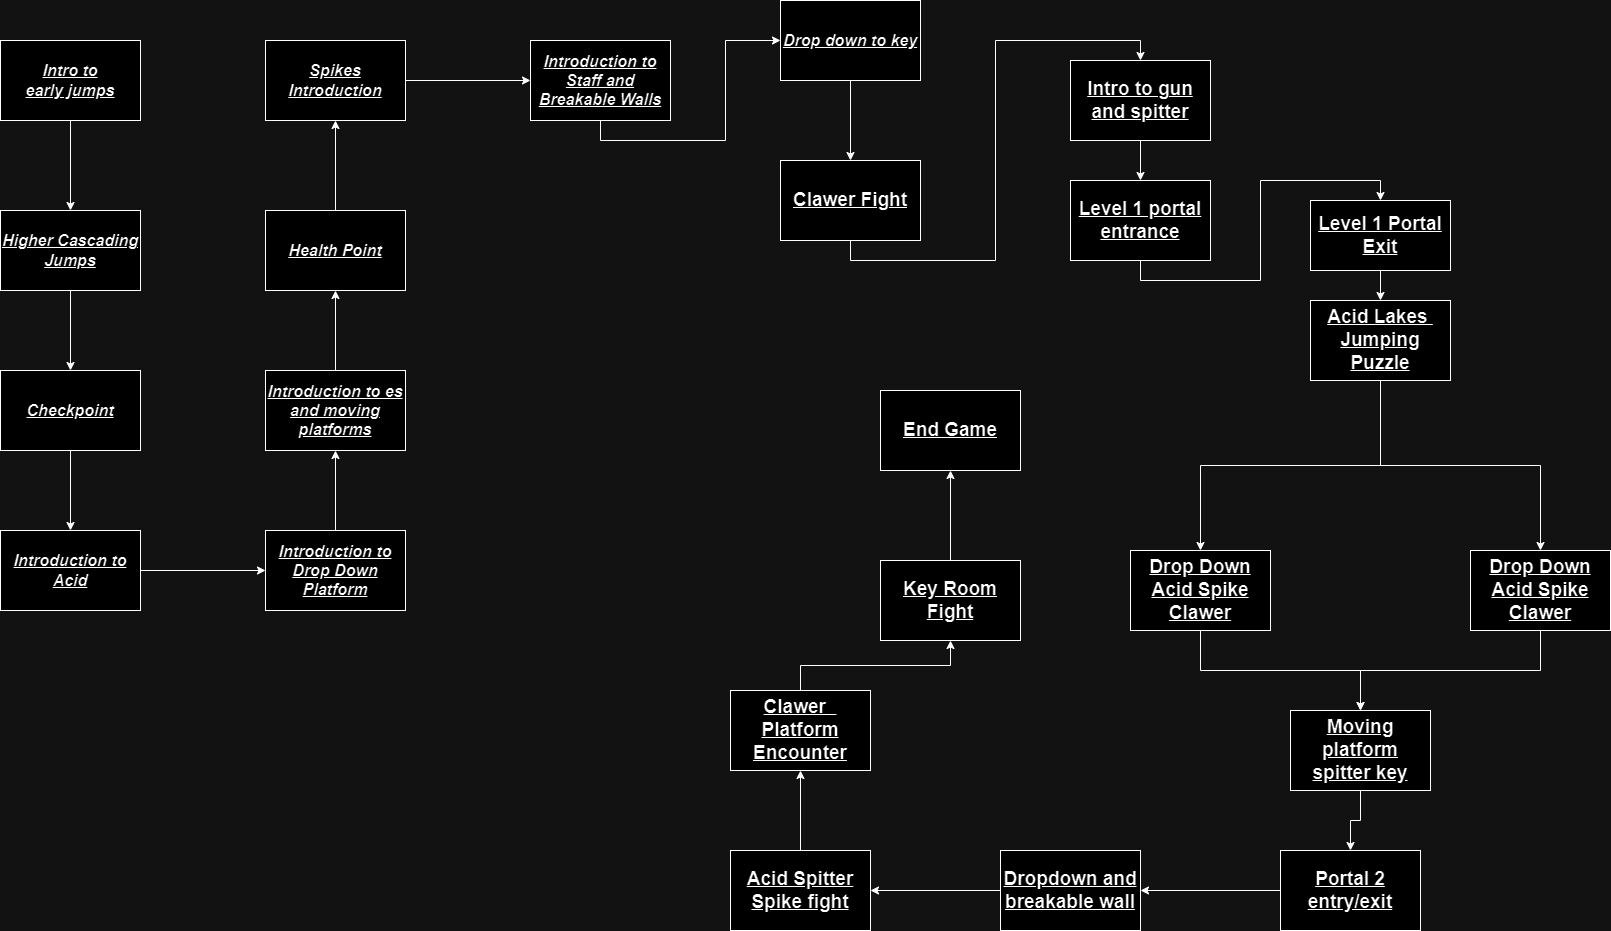 Intro to
early jumps
Higher Cascading
Jumps
Checkpoint
Introduction to
Acid
Introduction to
Drop Down
Platform
Introduction to es
and moving
platforms
Health Point
Spikes
Introduction
Introduction to
Staff and
Breakable Walls
Drop down to key
Clawer Fight
Intro to gun
and spitter
Level 1 portal
entrance
Level 1 Portal
Exit
Acid Lakes
Jumping
Puzzle
Drop Down
Acid Spike
Clawer
Drop Down
Acid Spike
Clawer
Moving
platform
spitter key
Portal 2
entry/exit
Dropdown and
breakable wall
Acid Spitter
Spike fight
Clawer
Platform
Encounter
Key Room
Fight
End Game